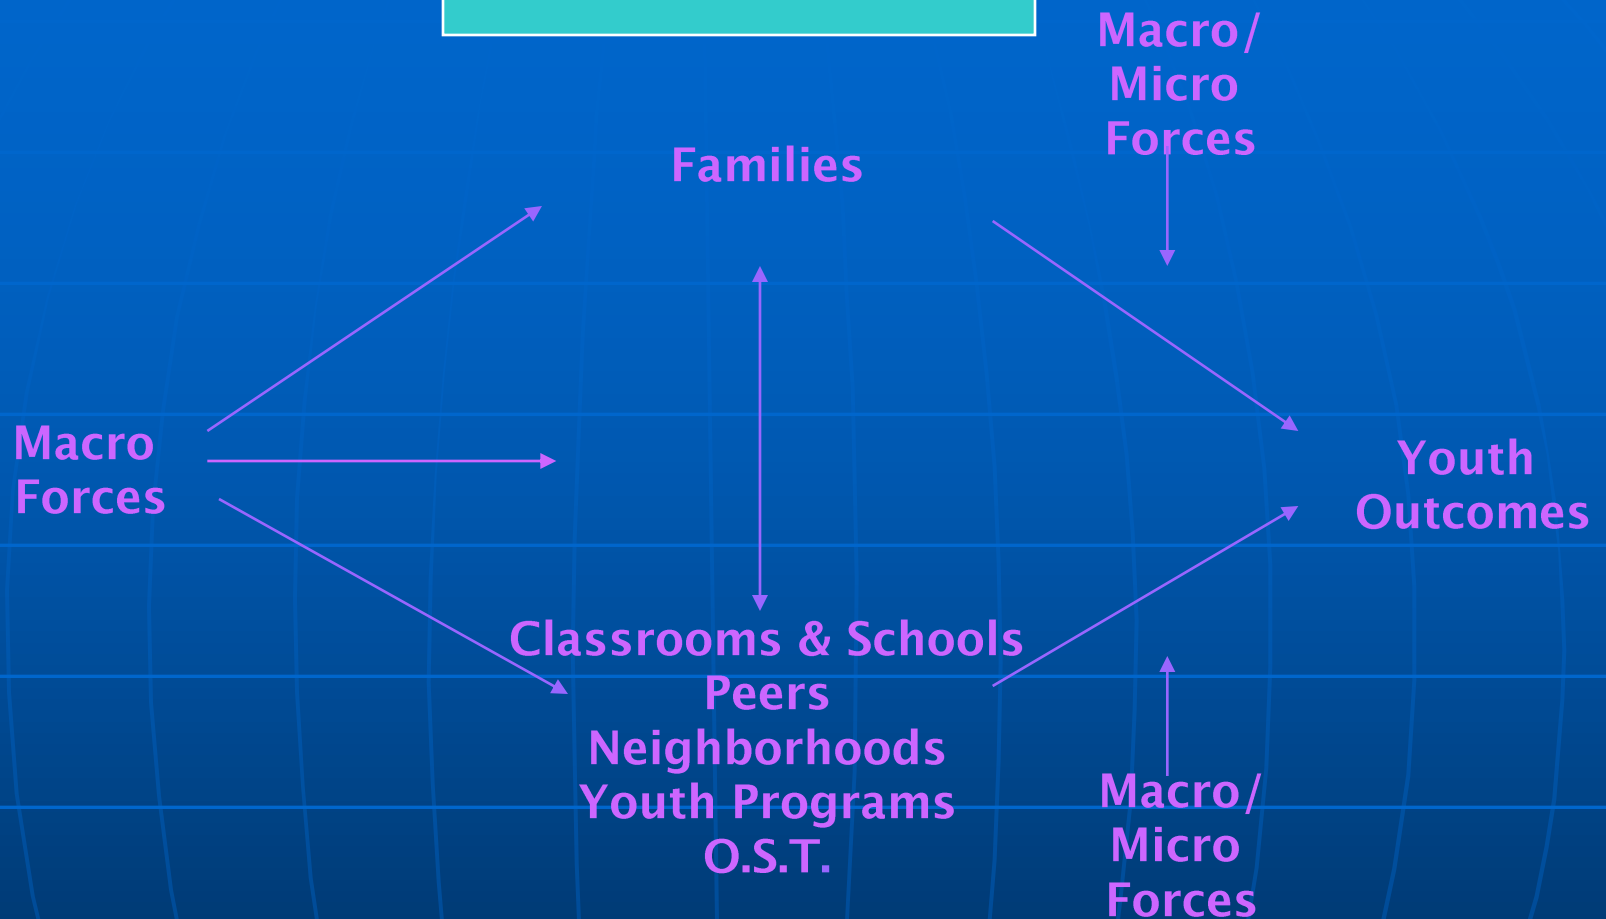 Macro/
Micro
Forces
Families
Macro
Forces
Youth
Outcomes
Classrooms & Schools
Peers
Neighborhoods
Youth Programs
O.S.T.
Macro/
Micro
Forces